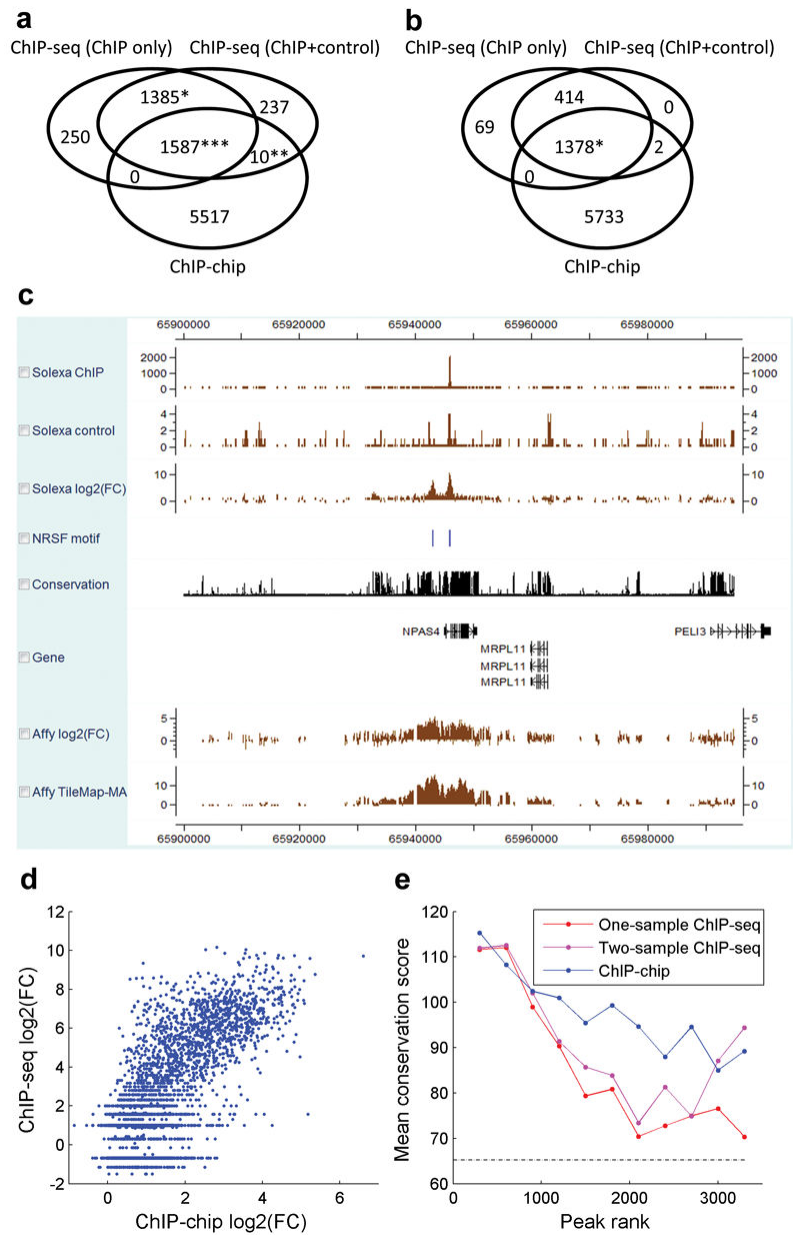 a
ChIP-seq (ChIP only) ChIP-seq (ChIP+control)
1385*
237
250
1587***
10**
0
5517
ChIP-chip
b
ChIP-seq (ChIP only) ChIP-seq (ChIP+control)
414
0
69
1378*
2
0
5733
ChIP-chip
c
65900000 65920000 65940000 65960000 65980000
Solexa ChIP
2000 2000
1000 1000
0 0
Solexa control
4 4
2 2
0 0
Solexa log2(FC)
10 10
0 0
NRSF motif
Conservation
Gene
NPAS4 PELI3
MRPL11
MRPL11
MRPL11
Affy log2(FC)
5 5
0 0
Affy TileMap-MA
10 10
0 0
65900000 65920000 65940000 65960000 65980000
d
ChIP-seq log2(FC)
12
10
8
6
4
2
0
-2
0 2 4 6
ChIP-chip log2(FC)
e
Mean conservation score
120
110
100
90
80
70
60
One-sample ChIP-seq
Two-sample ChIP-seq
ChIP-chip
0 1000 2000 3000
Peak rank